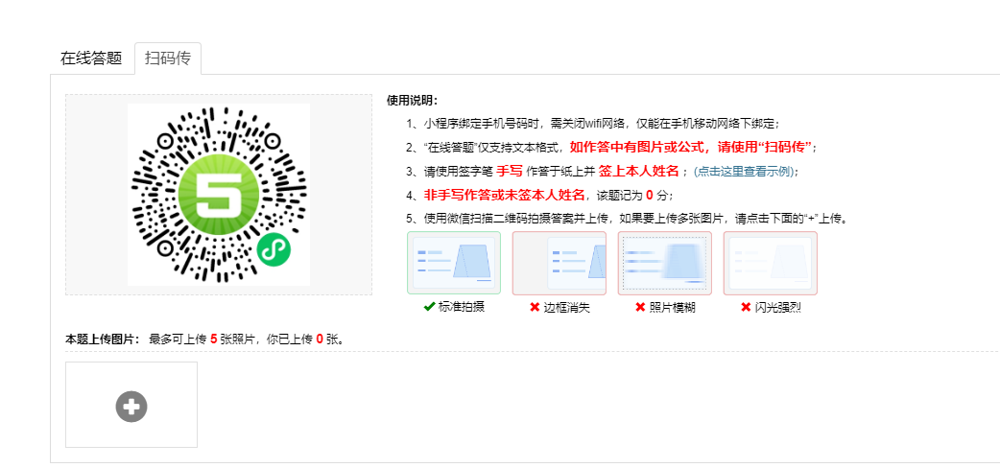 在线答题 扫码传
使用说明：
1、小程序绑定手机号码时，需关闭wifi网络，仅能在手机移动网络下绑定；
2、“在线答题”仅支持文本格式，如作答中有图片或公式，请使用“扫码传”；
3、请使用签字笔 手写 作答于纸上并 签上本人姓名 ；(点击这里查看示例)；
4、非手写作答或未签本人姓名，该题记为 0 分；
5、使用微信扫描二维码拍摄答案并上传，如果要上传多张图片，请点击下面的“+”上传。
5
标准拍摄 边框消失 照片模糊 闪光强烈
本题上传图片： 最多可上传 5 张照片，你已上传 0 张。